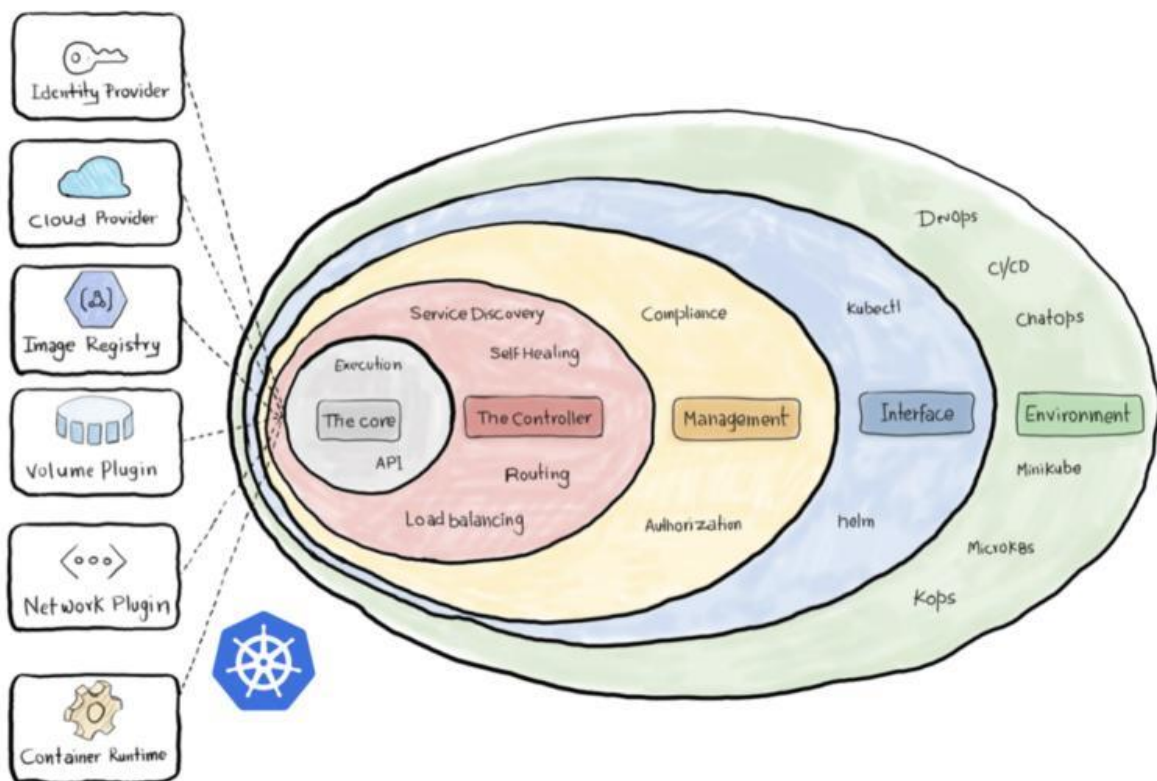 Identity Provider
Cloud Provider
Image Registry
Volume Plugin
Network Plugin
Container Runtime
Execution
The core
API
Service Discovery
Self Healing
The Controller
Routing
Load balancing
Compliance
Management
Authorization
Kubectl
Interface
helm
DevOps
CI/CD
Chatops
Environment
Minikube
MicroK8s
Kops